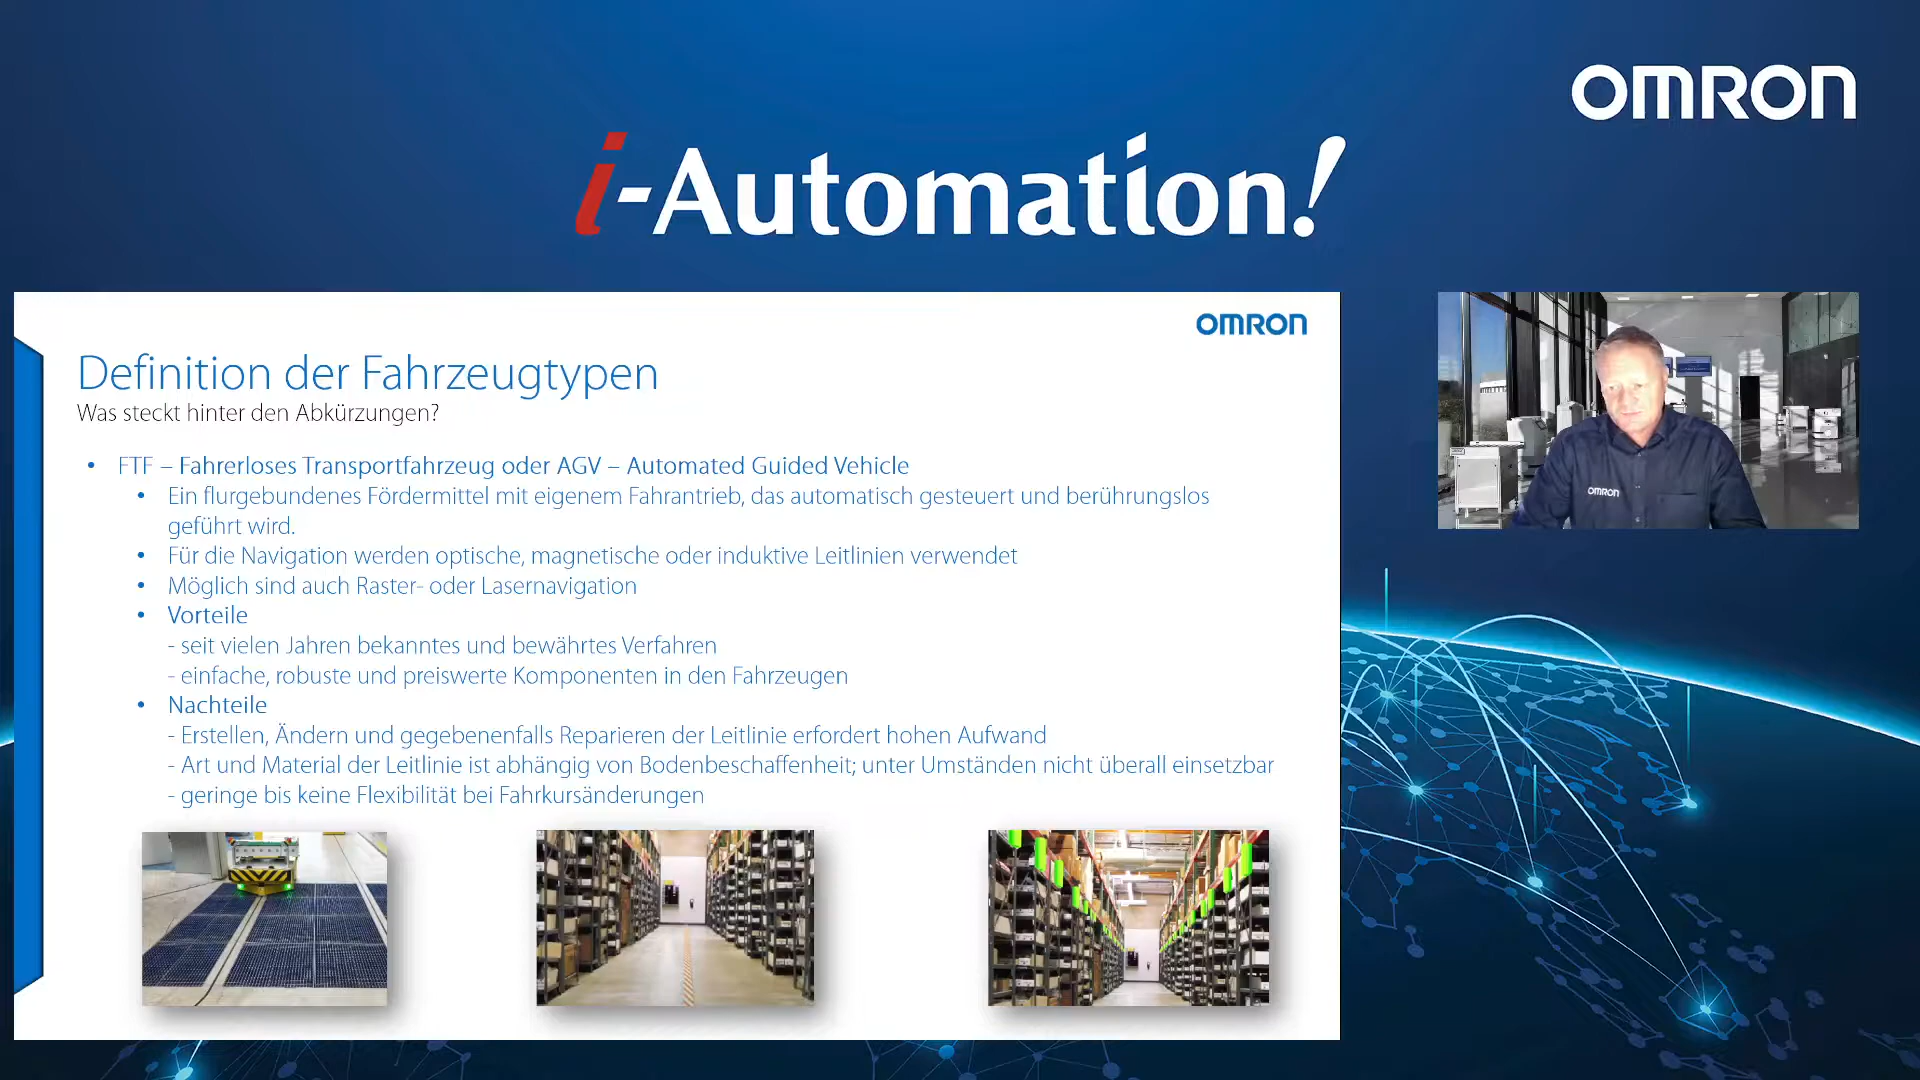 OMRON
i-Automation!
OMRON
Definition der Fahrzeugtypen
Was steckt hinter den Abkürzungen?
• FTF – Fahrerloses Transportfahrzeug oder AGV – Automated Guided Vehicle
• Ein flurgebundenes Fördermittel mit eigenem Fahrantrieb, das automatisch gesteuert und berührungslos
geführt wird.
• Für die Navigation werden optische, magnetische oder induktive Leitlinien verwendet
• Möglich sind auch Raster- oder Lasernavigation
• Vorteile
- seit vielen Jahren bekanntes und bewährtes Verfahren
- einfache, robuste und preiswerte Komponenten in den Fahrzeugen
• Nachteile
- Erstellen, Ändern und gegebenenfalls Reparieren der Leitlinie erfordert hohen Aufwand
- Art und Material der Leitlinie ist abhängig von Bodenbeschaffenheit; unter Umständen nicht überall einsetzbar
- geringe bis keine Flexibilität bei Fahrkursänderungen
OMRON